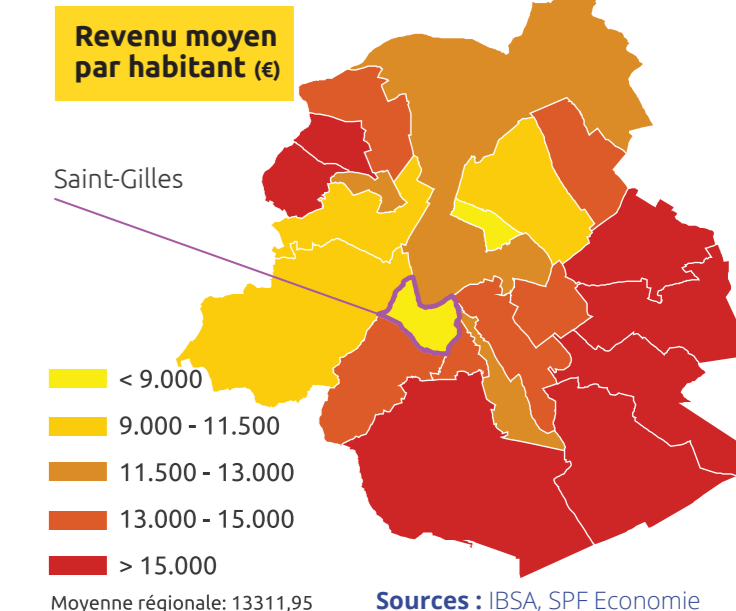 Revenu moyen
par habitant (€)
Saint-Gilles
< 9.000
9.000 - 11.500
11.500 - 13.000
13.000 - 15.000
> 15.000
Moyenne régionale: 13311,95
Sources : IBSA, SPF Economie